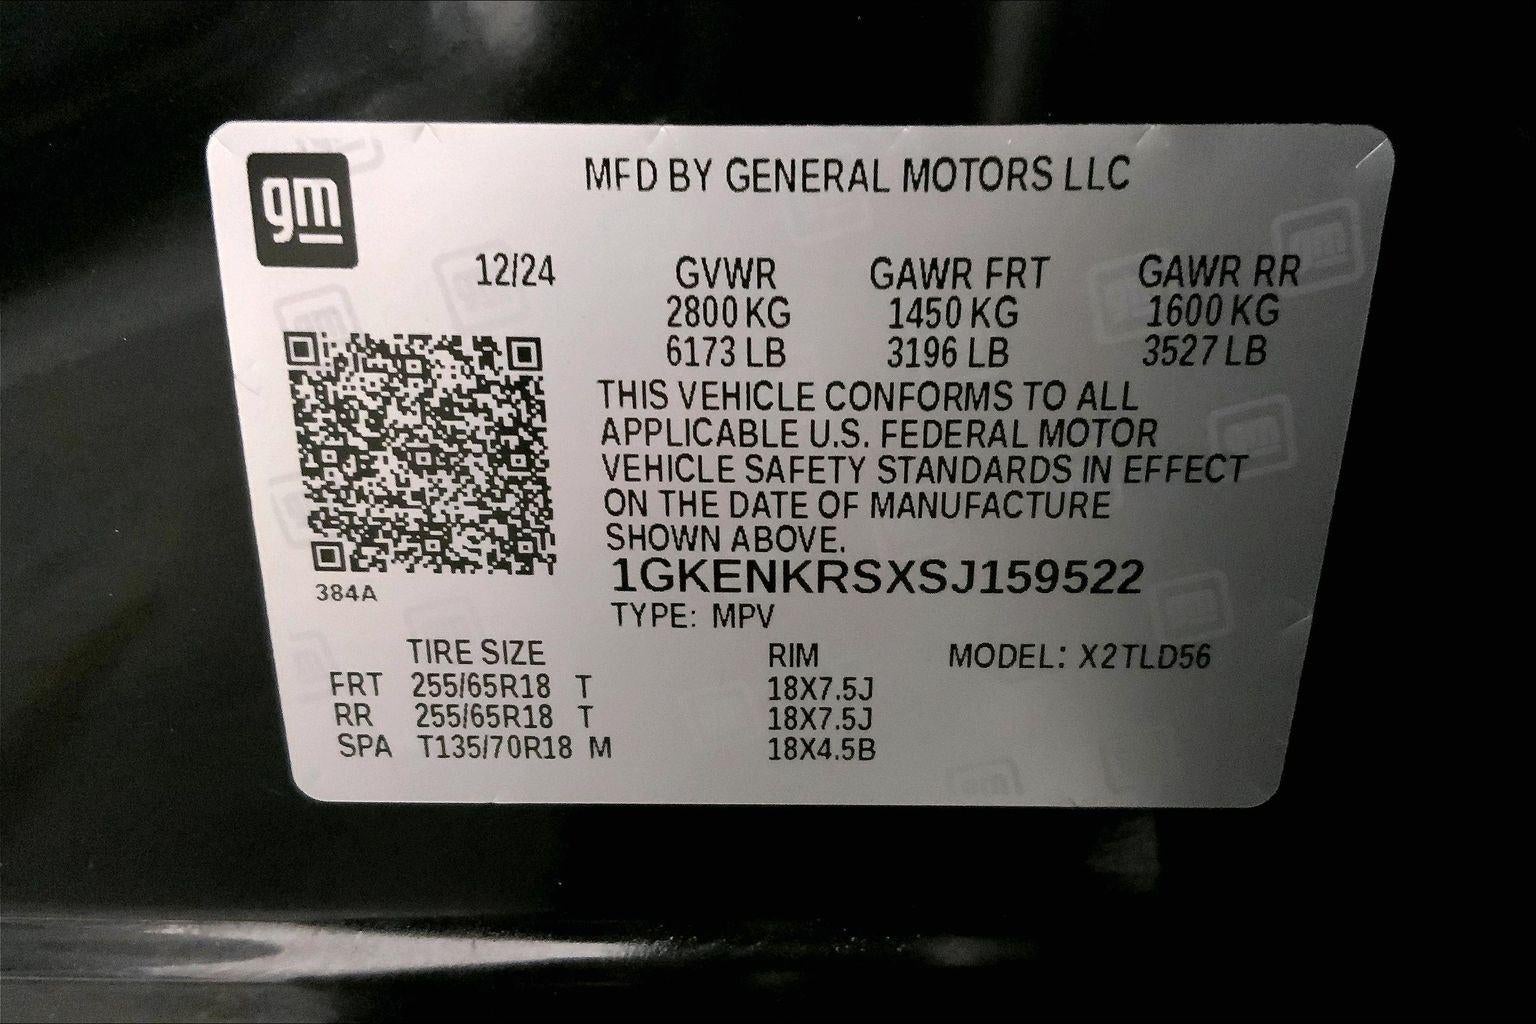 gm
MFD BY GENERAL MOTORS LLC
12/24 GVWR GAWR FRT GAWR RR
2800 KG 1450 KG 1600 KG
6173 LB 3196 LB 3527 LB
THIS VEHICLE CONFORMS TO ALL
APPLICABLE U.S. FEDERAL MOTOR
VEHICLE SAFETY STANDARDS IN EFFECT
ON THE DATE OF MANUFACTURE
SHOWN ABOVE.
384A
1GKENKRSXSJ159522
TYPE: MPV
TIRE SIZE RIM MODEL: X2TLD56
FRT 255/65R18 T 18X7.5J
RR 255/65R18 T 18X7.5J
SPA T135/70R18 M 18X4.5B